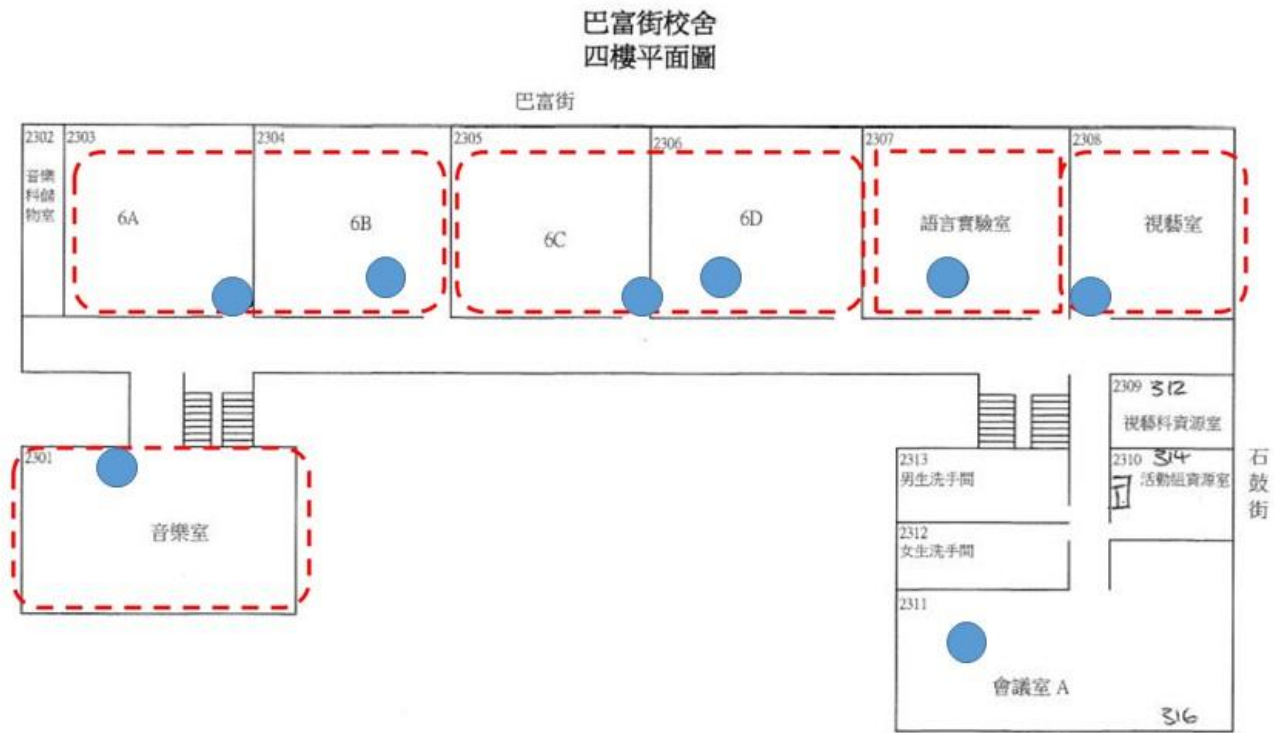 巴富街校舍
四樓平面圖
巴富街
2302
音樂
科儲
物室
2303
6A
2304
6B
2305
6C
2306
6D
2307
語言實驗室
2308
視藝室
2309 312
視藝科資源室
2310 314
活動組資源室
石
鼓
街
2301
音樂室
2313
男生洗手間
2312
女生洗手間
2311
會議室 A
316